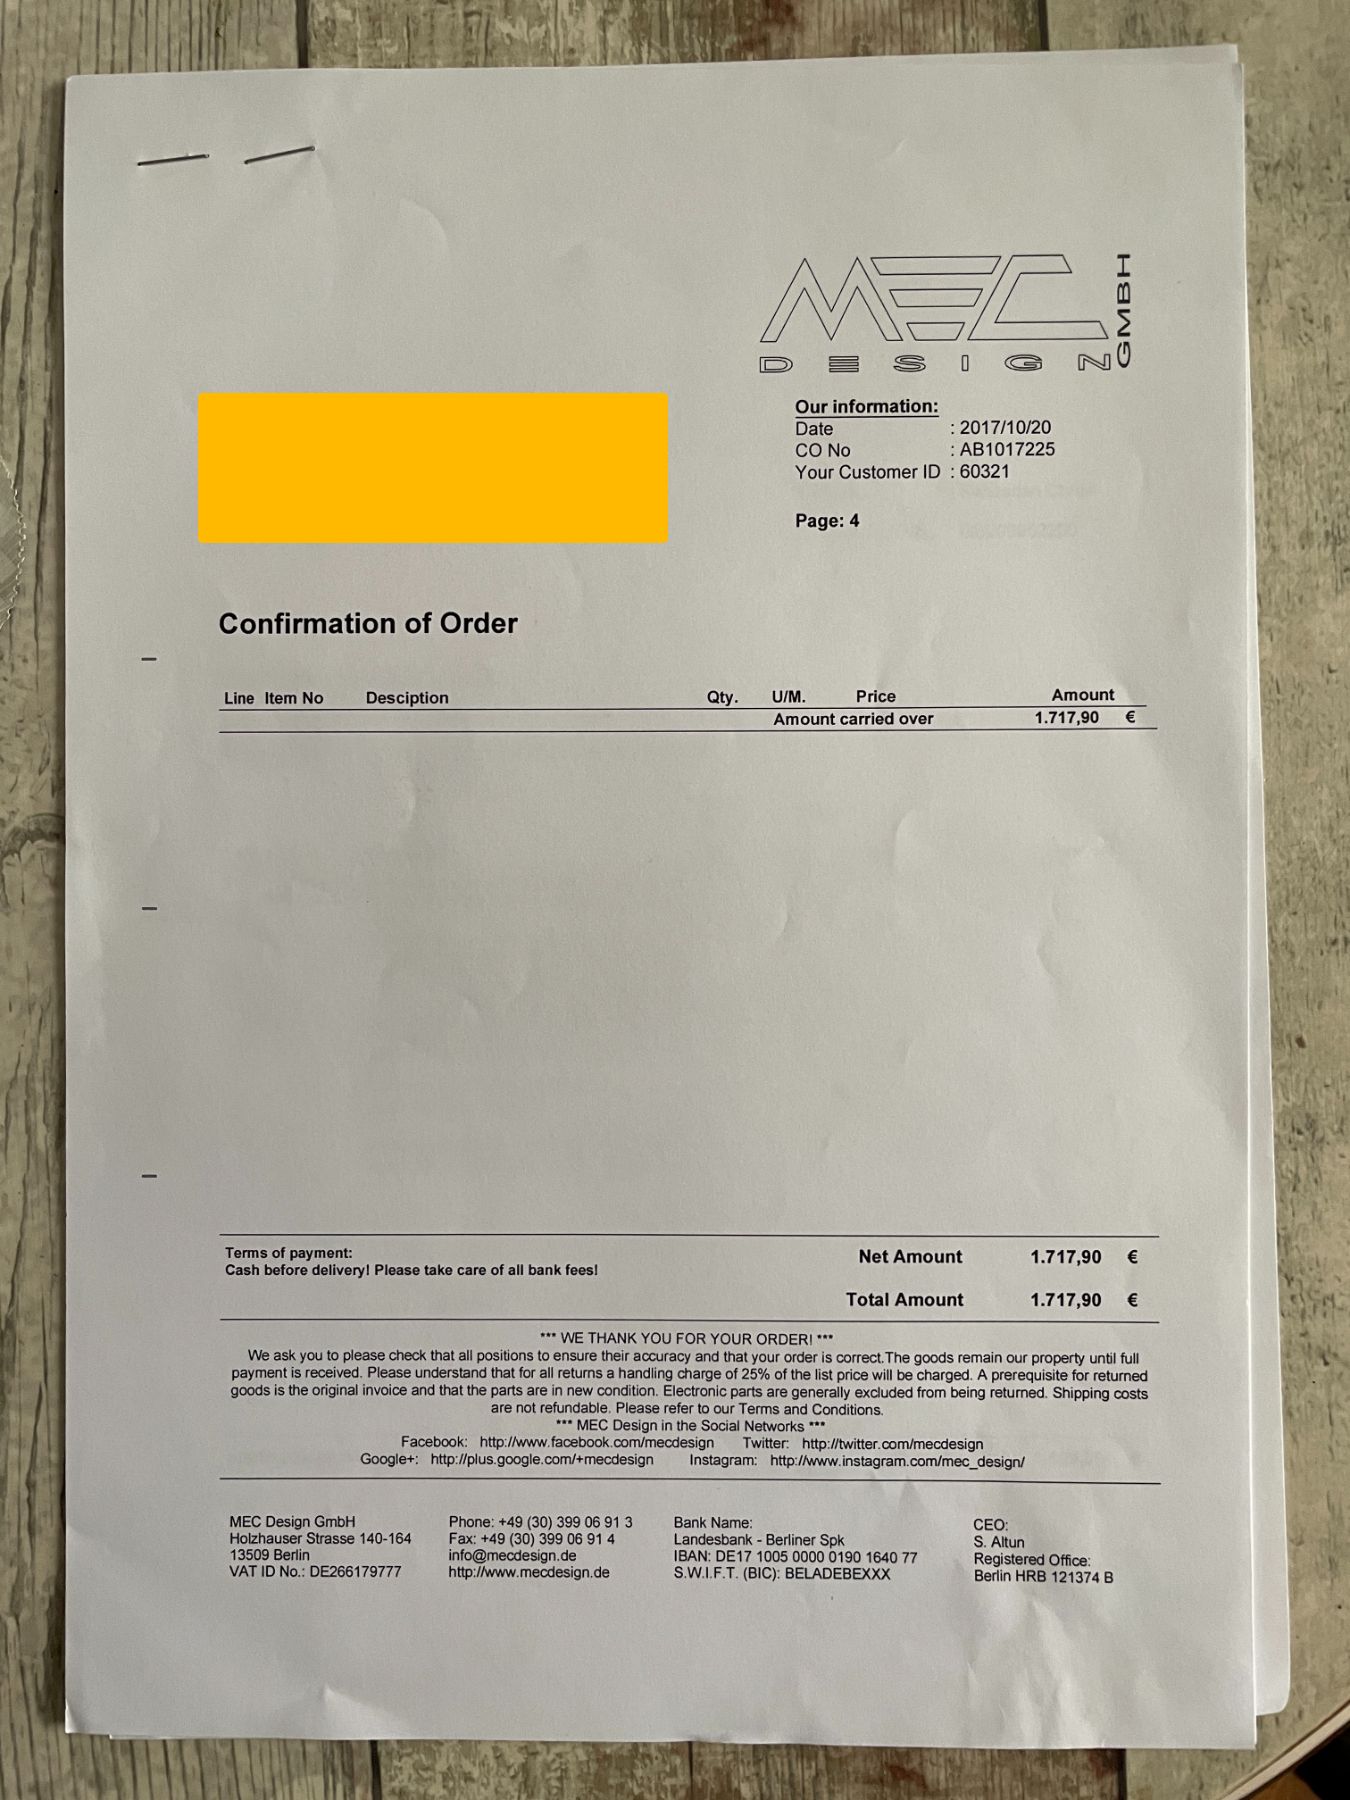 MEC
DESIGN GMBH
Our information:
Date : 2017/10/20
CO No : AB1017225
Your Customer ID : 60321
Page: 4
Confirmation of Order
Line Item No Desciption Qty. U/M. Price Amount
Amount carried over 1.717,90 €
Terms of payment:
Cash before delivery! Please take care of all bank fees!
Net Amount 1.717,90 €
Total Amount 1.717,90 €
*** WE THANK YOU FOR YOUR ORDER! ***
We ask you to please check that all positions to ensure their accuracy and that your order is correct.The goods remain our property until full
payment is received. Please understand that for all returns a handling charge of 25% of the list price will be charged. A prerequisite for returned
goods is the original invoice and that the parts are in new condition. Electronic parts are generally excluded from being returned. Shipping costs
are not refundable. Please refer to our Terms and Conditions.
*** MEC Design in the Social Networks ***
Facebook: http://www.facebook.com/mecdesign Twitter: http://twitter.com/mecdesign
Google+: http://plus.google.com/+mecdesign Instagram: http://www.instagram.com/mec_design/
MEC Design GmbH
Holzhauser Strasse 140-164
13509 Berlin
VAT ID No.: DE266179777
Phone: +49 (30) 399 06 91 3
Fax: +49 (30) 399 06 91 4
info@mecdesign.de
http://www.mecdesign.de
Bank Name:
Landesbank - Berliner Spk
IBAN: DE17 1005 0000 0190 1640 77
S.W.I.F.T. (BIC): BELADEBEXXX
CEO:
S. Altun
Registered Office:
Berlin HRB 121374 B